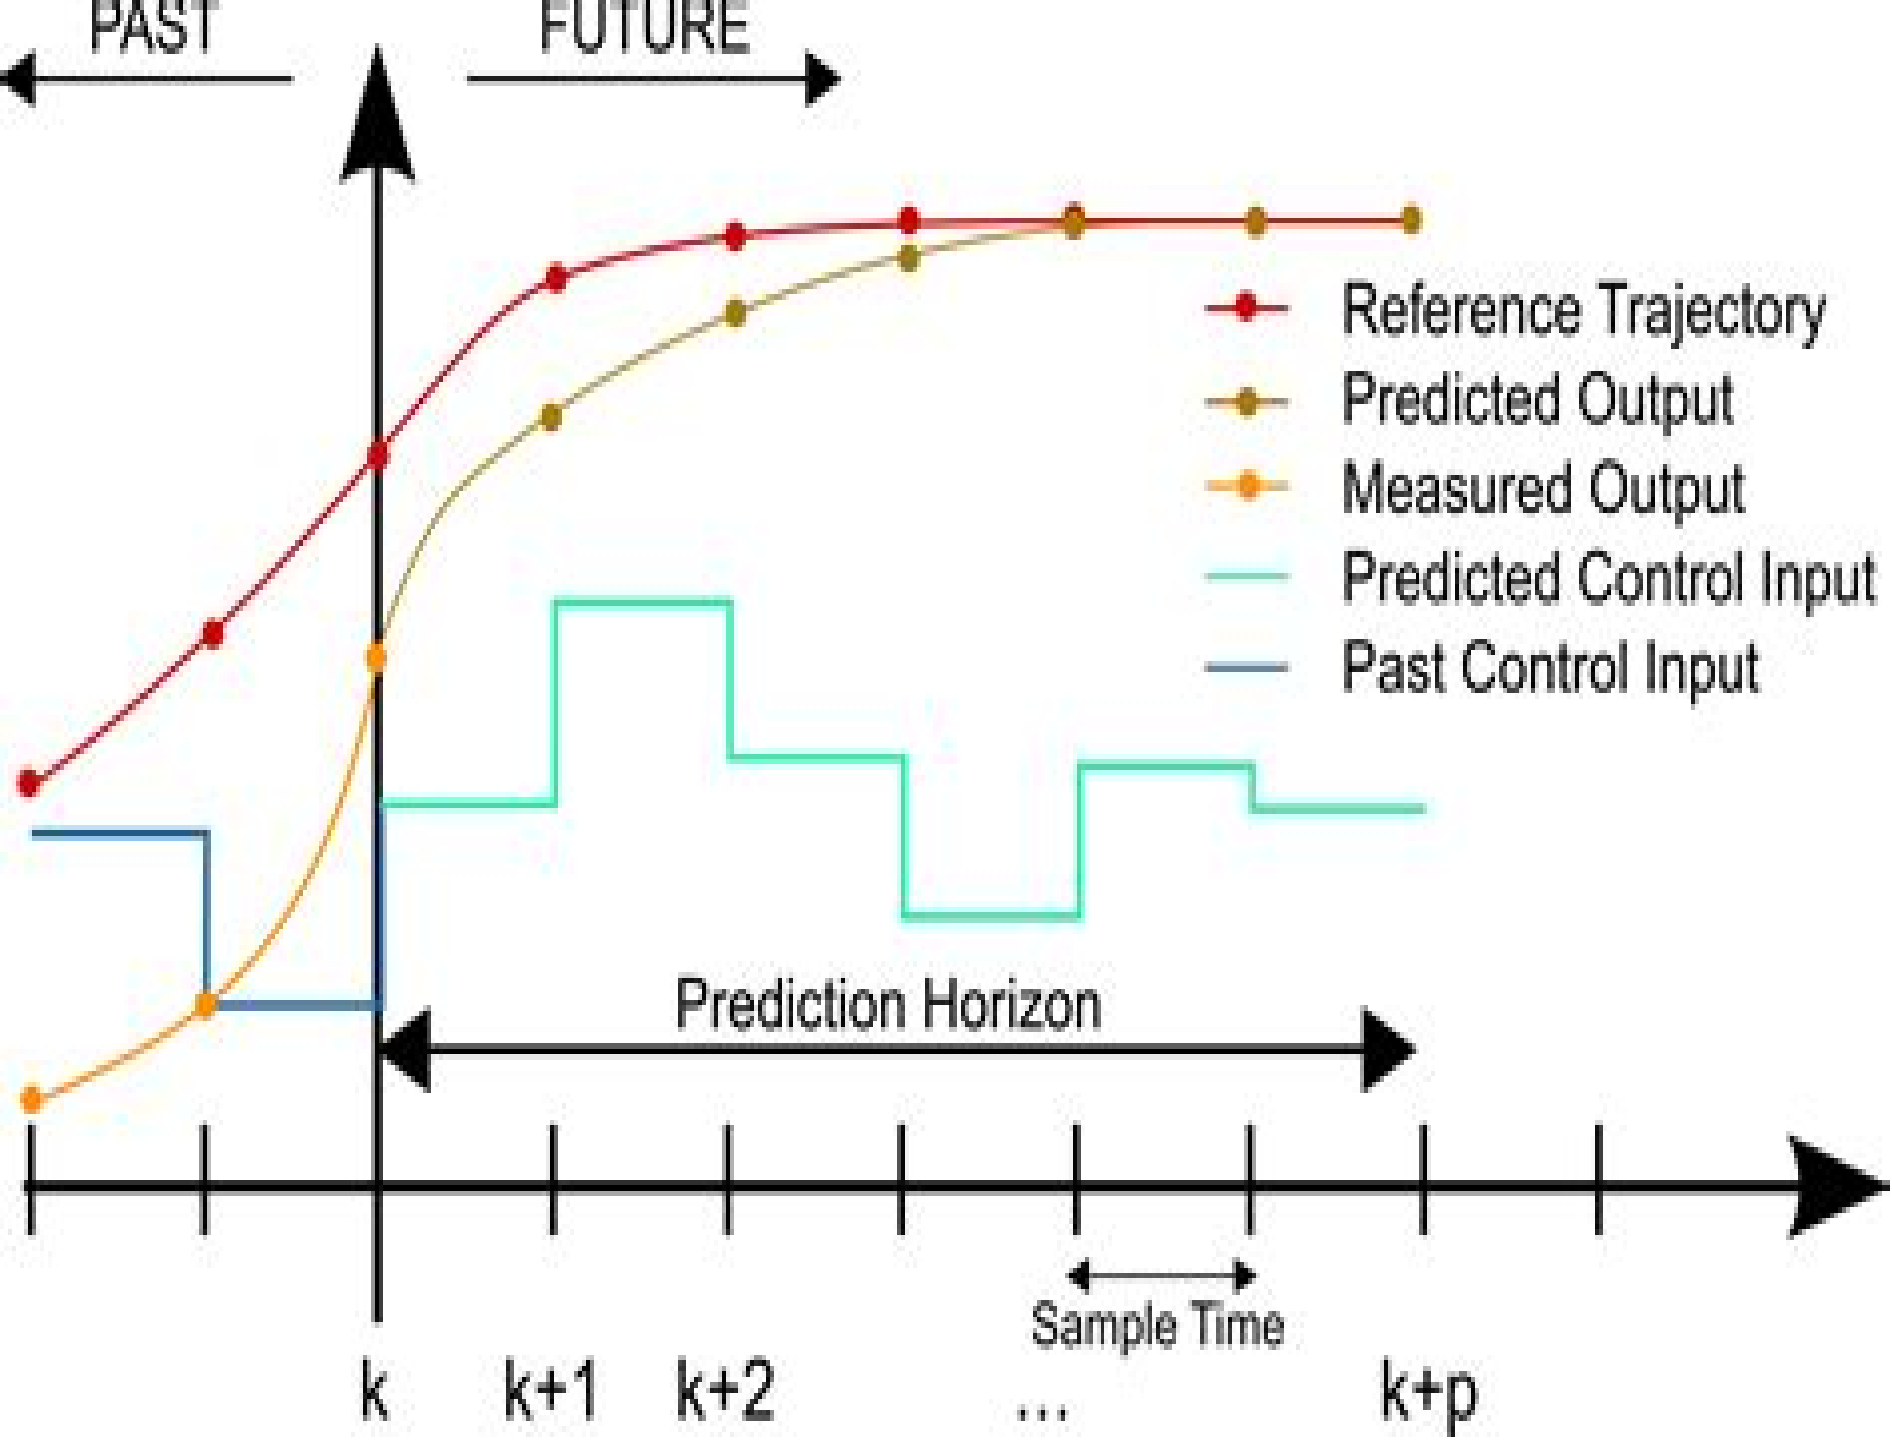 PAST
FUTURE
Reference Trajectory
Predicted Output
Measured Output
Predicted Control Input
Past Control Input
Prediction Horizon
Sample Time
k
k+1
k+2
...
k+p